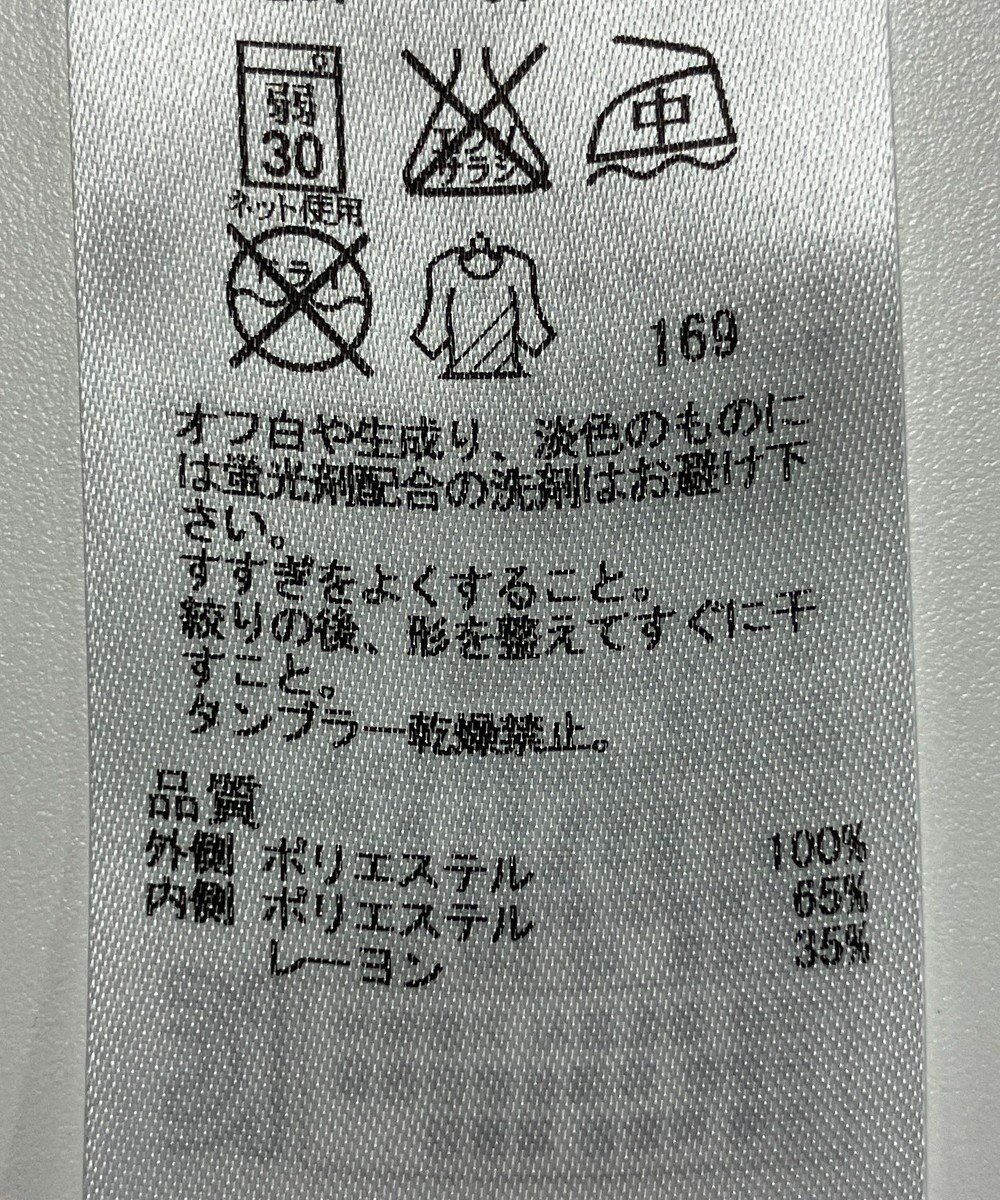 弱
30
ネット使用
中
169
オフ白や生成り、淡色のものに
は蛍光剤配合の洗剤はお避け下
さい。
すすぎをよくすること。
絞りの後、形を整えてすぐに干
すこと。
タンブラー乾燥禁止。
品質
外側 ポリエステル 100%
内側 ポリエステル 65%
レーヨン 35%